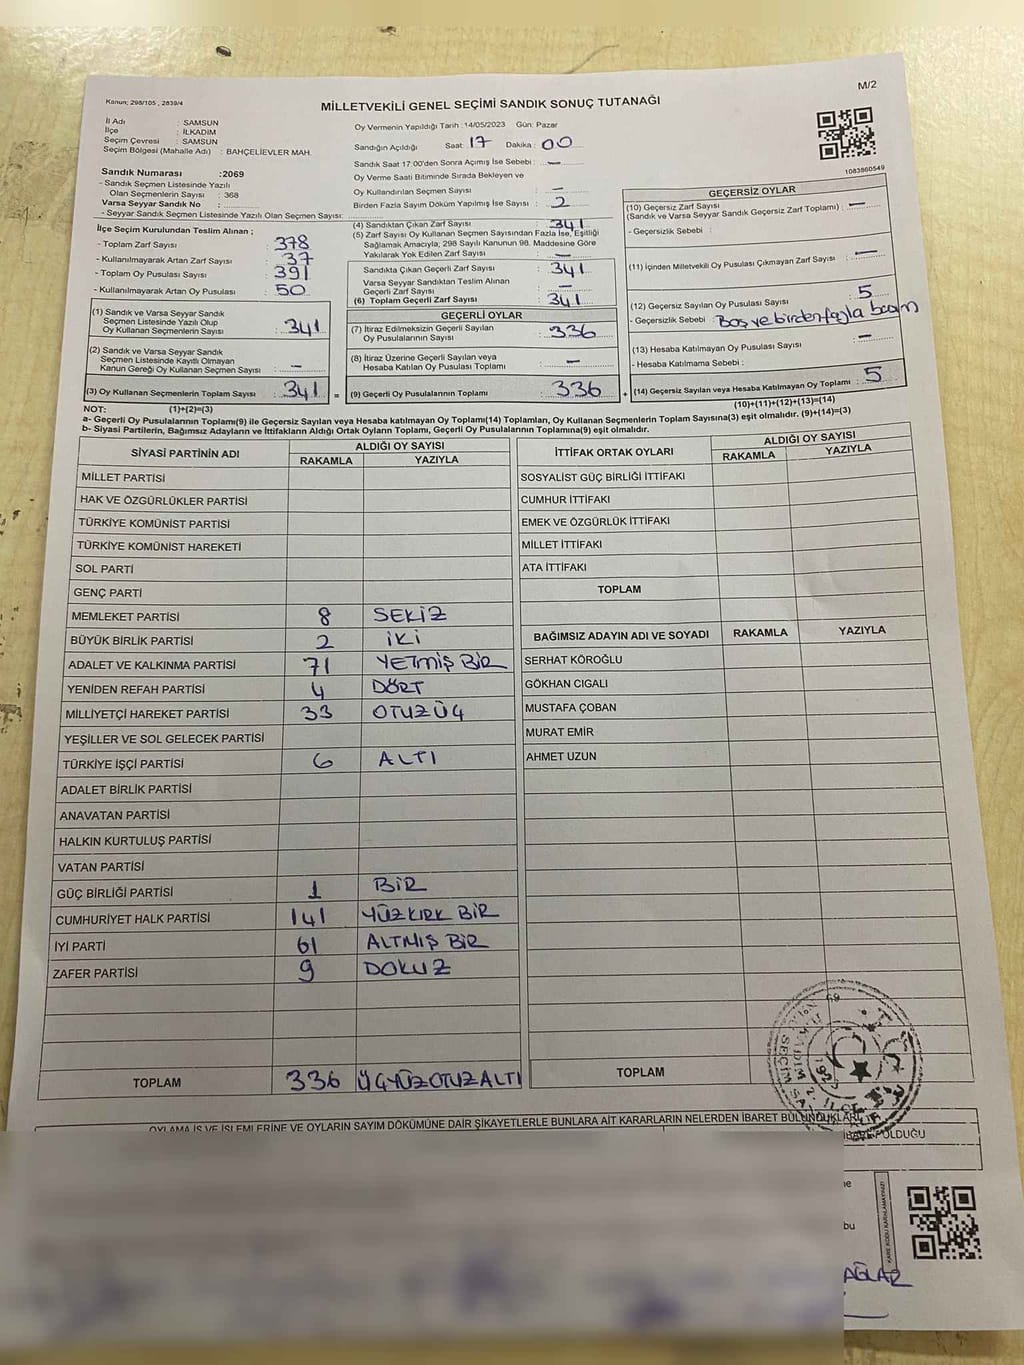 M/2
Kanun; 298/105 , 2839/4
MİLLETVEKİLİ GENEL SEÇİMİ SANDIK SONUÇ TUTANAĞI
İl Adı : SAMSUN
İlçe : İLKADIM
Seçim Çevresi : SAMSUN
Seçim Bölgesi (Mahalle Adı) : BAHÇELİEVLER MAH.
Sandık Numarası :2069
- Sandık Seçmen Listesinde Yazılı
Olan Seçmenlerin Sayısı : 368
Varsa Seyyar Sandık No :
- Seyyar Sandık Seçmen Listesinde Yazılı Olan Seçmen Sayısı:
Oy Vermenin Yapıldığı Tarih :14/05/2023 Gün: Pazar
Sandığın Açıldığı Saat: 17 Dakika: 00
Sandık Saat 17:00'den Sonra Açımış İse Sebebi : —
Oy Verme Saati Bitiminde Sırada Bekleyen ve
Oy Kullandırılan Seçmen Sayısı : —
Birden Fazla Sayım Döküm Yapılmış İse Sayısı : 2
1083860549
İlçe Seçim Kurulundan Teslim Alınan ;
- Toplam Zarf Sayısı : 378
- Kullanılmayarak Artan Zarf Sayısı : 37
- Toplam Oy Pusulası Sayısı : 391
- Kullanılmayarak Artan Oy Pusulası : 50
(1) Sandık ve Varsa Seyyar Sandık
Seçmen Listesinde Yazılı Olup
Oy Kullanan Seçmenlerin Sayısı : 341
(2) Sandık ve Varsa Seyyar Sandık
Seçmen Listesinde Kayıtlı Olmayan
Kanun Gereği Oy Kullanan Seçmen Sayısı : —
(3) Oy Kullanan Seçmenlerin Toplam Sayısı : 341
(4) Sandıktan Çıkan Zarf Sayısı : 341
(5) Zarf Sayısı Oy Kullanan Seçmen Sayısından Fazla İse, Eşitliği
Sağlamak Amacıyla, 298 Sayılı Kanunun 98. Maddesine Göre
Yakılarak Yok Edilen Zarf Sayısı : —
Sandıkta Çıkan Geçerli Zarf Sayısı : 341
Varsa Seyyar Sandıktan Teslim Alınan
Geçerli Zarf Sayısı : —
(6) Toplam Geçerli Zarf Sayısı : 341
GEÇERLİ OYLAR
(7) İtiraz Edilmeksizin Geçerli Sayılan
Oy Pusulalarının Sayısı : 336
(8) İtiraz Üzerine Geçerli Sayılan veya
Hesaba Katılan Oy Pusulası Toplamı : —
= (9) Geçerli Oy Pusulalarının Toplamı : 336 +
GEÇERSİZ OYLAR
(10) Geçersiz Zarf Sayısı
(Sandık ve Varsa Seyyar Sandık Geçersiz Zarf Toplamı) : —
- Geçersizlik Sebebi :
(11) İçinden Milletvekili Oy Pusulası Çıkmayan Zarf Sayısı : —
(12) Geçersiz Sayılan Oy Pusulası Sayısı : 5
- Geçersizlik Sebebi : Boş ve birden fazla basım
(13) Hesaba Katılmayan Oy Pusulası Sayısı : —
- Hesaba Katılmama Sebebi :
(14) Geçersiz Sayılan veya Hesaba Katılmayan Oy Toplamı : 5
NOT: (1)+(2)=(3)
(10)+(11)+(12)+(13)=(14)
a- Geçerli Oy Pusulalarının Toplamı(9) ile Geçersiz Sayılan veya Hesaba katılmayan Oy Toplamı(14) Toplamları, Oy Kullanan Seçmenlerin Toplam Sayısına(3) eşit olmalıdır. (9)+(14)=(3)
b- Siyasi Partilerin, Bağımsız Adayların ve İttifakların Aldığı Ortak Oyların Toplamı, Geçerli Oy Pusulalarının Toplamına(9) eşit olmalıdır.
SİYASİ PARTİNİN ADI ALDIĞI OY SAYISI
RAKAMLA YAZIYLA
MİLLET PARTİSİ
HAK VE ÖZGÜRLÜKLER PARTİSİ
TÜRKİYE KOMÜNİST PARTİSİ
TÜRKİYE KOMÜNİST HAREKETİ
SOL PARTİ
GENÇ PARTİ
MEMLEKET PARTİSİ 8 SEKİZ
BÜYÜK BİRLİK PARTİSİ 2 İKİ
ADALET VE KALKINMA PARTİSİ 71 YETMİŞ BİR
YENİDEN REFAH PARTİSİ 4 DÖRT
MİLLİYETÇİ HAREKET PARTİSİ 33 OTUZÜÇ
YEŞİLLER VE SOL GELECEK PARTİSİ
TÜRKİYE İŞÇİ PARTİSİ 6 ALTI
ADALET BİRLİK PARTİSİ
ANAVATAN PARTİSİ
HALKIN KURTULUŞ PARTİSİ
VATAN PARTİSİ
GÜÇ BİRLİĞİ PARTİSİ 1 BİR
CUMHURİYET HALK PARTİSİ 141 YÜZKIRK BİR
İYİ PARTİ 61 ALTMIŞ BİR
ZAFER PARTİSİ 9 DOKUZ
TOPLAM 336 ÜÇYÜZOTUZALTI
İTTİFAK ORTAK OYLARI ALDIĞI OY SAYISI
RAKAMLA YAZIYLA
SOSYALİST GÜÇ BİRLİĞİ İTTİFAKI
CUMHUR İTTİFAKI
EMEK VE ÖZGÜRLÜK İTTİFAKI
MİLLET İTTİFAKI
ATA İTTİFAKI
TOPLAM
BAĞIMSIZ ADAYIN ADI VE SOYADI RAKAMLA YAZIYLA
SERHAT KÖROĞLU
GÖKHAN CIGALI
MUSTAFA ÇOBAN
MURAT EMİR
AHMET UZUN
TOPLAM
OYLAMA İŞ VE İŞLEMLERİNE VE OYLARIN SAYIM DÖKÜMÜNE DAİR ŞİKAYETLERLE BUNLARA AİT KARARLARIN NELERDEN İBARET BULUNDUKLARI
bu
KARE KODU KARALAMAYINIZ!